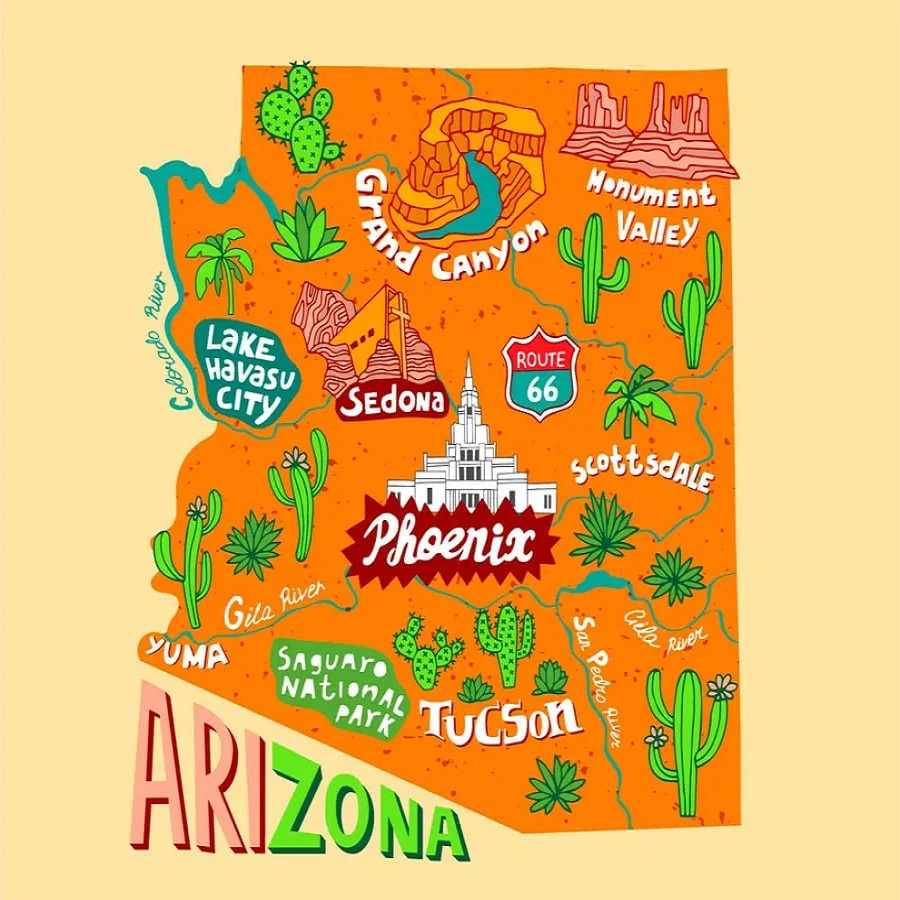 Monument
Valley
Grand Canyon
Colorado River
Lake
Havasu
City
Sedona
Route
66
Scottsdale
Phoenix
Gila River
Gila River
San Pedro River
Yuma
Saguaro
National
Park
Tucson
ARIZONA